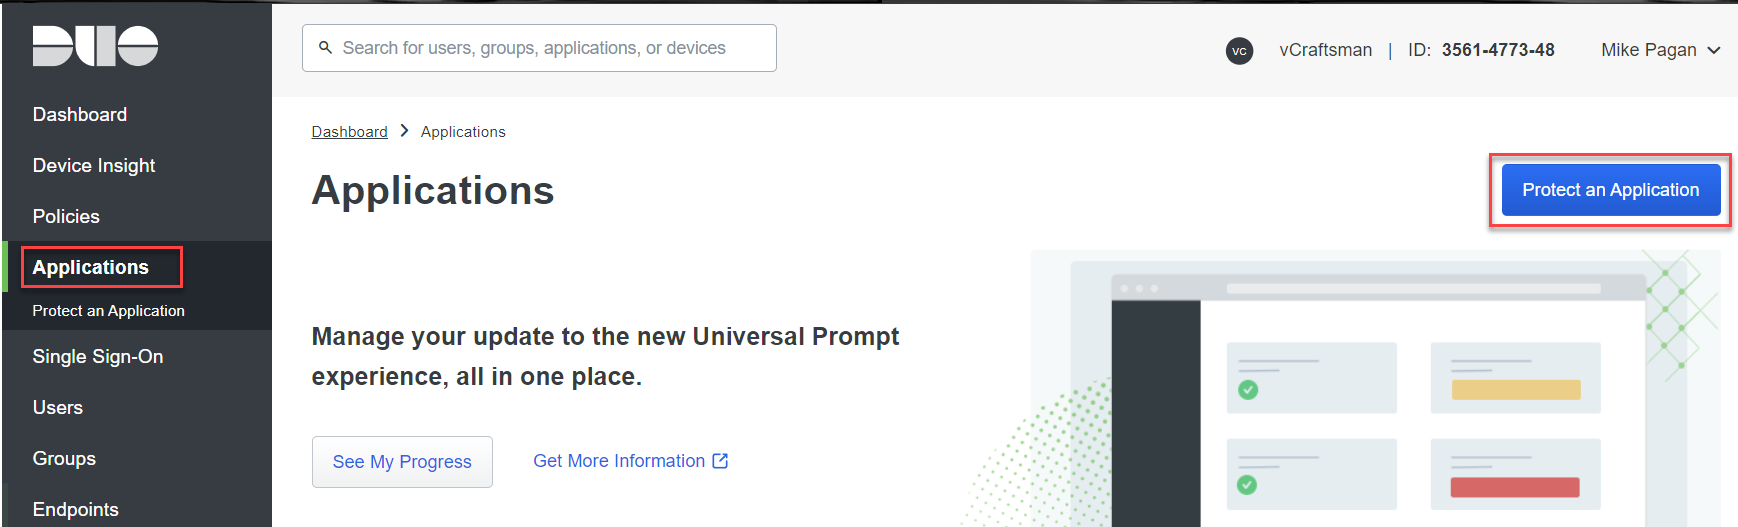 DUO
Dashboard
Device Insight
Policies
Applications
Protect an Application
Single Sign-On
Users
Groups
Endpoints
Search for users, groups, applications, or devices
VC vCraftsman | ID: 3561-4773-48 Mike Pagan
Dashboard > Applications
Applications
Protect an Application
Manage your update to the new Universal Prompt
experience, all in one place.
See My Progress
Get More Information